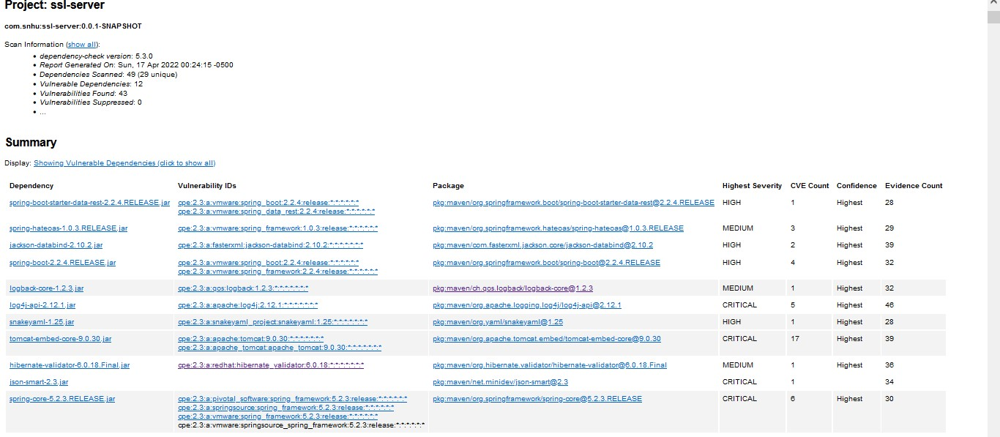 Project: ssl-server
com.snhu:ssl-server:0.0.1-SNAPSHOT
Scan Information (show all):
• dependency-check version: 5.3.0
• Report Generated On: Sun, 17 Apr 2022 00:24:15 -0500
• Dependencies Scanned: 49 (29 unique)
• Vulnerable Dependencies: 12
• Vulnerabilities Found: 43
• Vulnerabilities Suppressed: 0
• ...
Summary
Display: Showing Vulnerable Dependencies (click to show all)
Dependency Vulnerability IDs Package Highest Severity CVE Count Confidence Evidence Count
spring-boot-starter-data-rest-2.2.4.RELEASE.jar cpe:2.3:a:vmware:spring_boot:2.2.4:release:*:*:*:*:*:* pkg:maven/org.springframework.boot/spring-boot-starter-data-rest@2.2.4.RELEASE HIGH 1 Highest 28
cpe:2.3:a:vmware:spring_data_rest:2.2.4:release:*:*:*:*:*:*
spring-hateoas-1.0.3.RELEASE.jar cpe:2.3:a:vmware:spring_framework:1.0.3:release:*:*:*:*:*:* pkg:maven/org.springframework.hateoas/spring-hateoas@1.0.3.RELEASE MEDIUM 3 Highest 29
jackson-databind-2.10.2.jar cpe:2.3:a:fasterxml:jackson-databind:2.10.2:*:*:*:*:*:*:* pkg:maven/com.fasterxml.jackson.core/jackson-databind@2.10.2 HIGH 2 Highest 39
spring-boot-2.2.4.RELEASE.jar cpe:2.3:a:vmware:spring_boot:2.2.4:release:*:*:*:*:*:* pkg:maven/org.springframework.boot/spring-boot@2.2.4.RELEASE HIGH 4 Highest 32
cpe:2.3:a:vmware:spring_framework:2.2.4:release:*:*:*:*:*:*
logback-core-1.2.3.jar cpe:2.3:a:qos:logback:1.2.3:*:*:*:*:*:*:* pkg:maven/ch.qos.logback/logback-core@1.2.3 MEDIUM 1 Highest 32
log4j-api-2.12.1.jar cpe:2.3:a:apache:log4j:2.12.1:*:*:*:*:*:*:* pkg:maven/org.apache.logging.log4j/log4j-api@2.12.1 CRITICAL 5 Highest 46
snakeyaml-1.25.jar cpe:2.3:a:snakeyaml_project:snakeyaml:1.25:*:*:*:*:*:*:* pkg:maven/org.yaml/snakeyaml@1.25 HIGH 1 Highest 28
tomcat-embed-core-9.0.30.jar cpe:2.3:a:apache:tomcat:9.0.30:*:*:*:*:*:*:* pkg:maven/org.apache.tomcat.embed/tomcat-embed-core@9.0.30 CRITICAL 17 Highest 39
cpe:2.3:a:apache_tomcat:apache_tomcat:9.0.30:*:*:*:*:*:*:*
hibernate-validator-6.0.18.Final.jar cpe:2.3:a:redhat:hibernate_validator:6.0.18:*:*:*:*:*:*:* pkg:maven/org.hibernate.validator/hibernate-validator@6.0.18.Final MEDIUM 1 Highest 36
json-smart-2.3.jar pkg:maven/net.minidev/json-smart@2.3 CRITICAL 1 34
spring-core-5.2.3.RELEASE.jar cpe:2.3:a:pivotal_software:spring_framework:5.2.3:release:*:*:*:*:*:* pkg:maven/org.springframework/spring-core@5.2.3.RELEASE CRITICAL 6 Highest 30
cpe:2.3:a:springsource:spring_framework:5.2.3:release:*:*:*:*:*:*
cpe:2.3:a:vmware:spring_framework:5.2.3:release:*:*:*:*:*:*
cpe:2.3:a:vmware:springsource_spring_framework:5.2.3:release:*:*:*:*:*:*